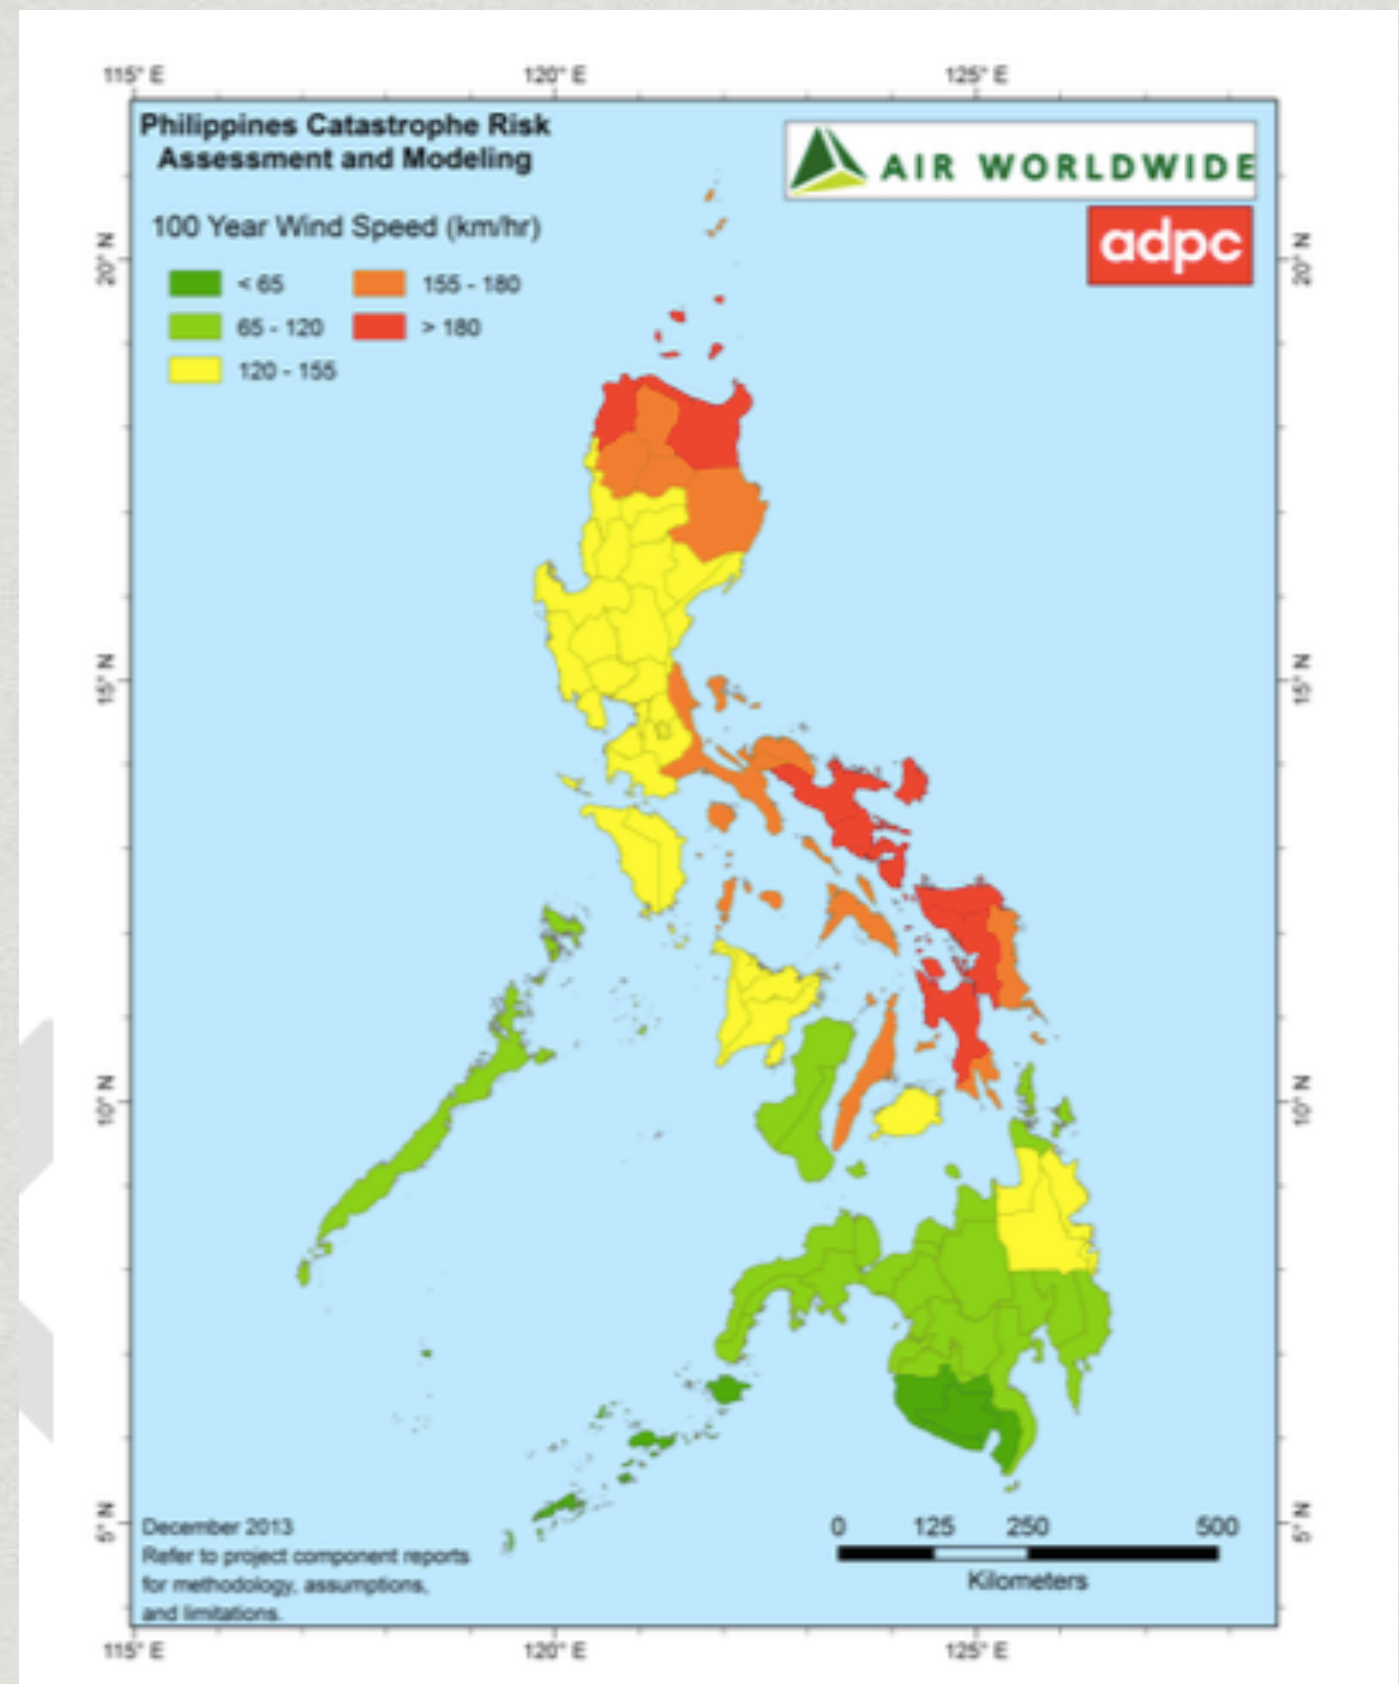 115° E 120° E 125° E
Philippines Catastrophe Risk
Assessment and Modeling
AIR WORLDWIDE
adpc
100 Year Wind Speed (km/hr)
< 65 155 - 180
65 - 120 > 180
120 - 155
20° N 20° N
15° N 15° N
10° N 10° N
5° N 5° N
December 2013
Refer to project component reports
for methodology, assumptions,
and limitations.
0 125 250 500
Kilometers
115° E 120° E 125° E